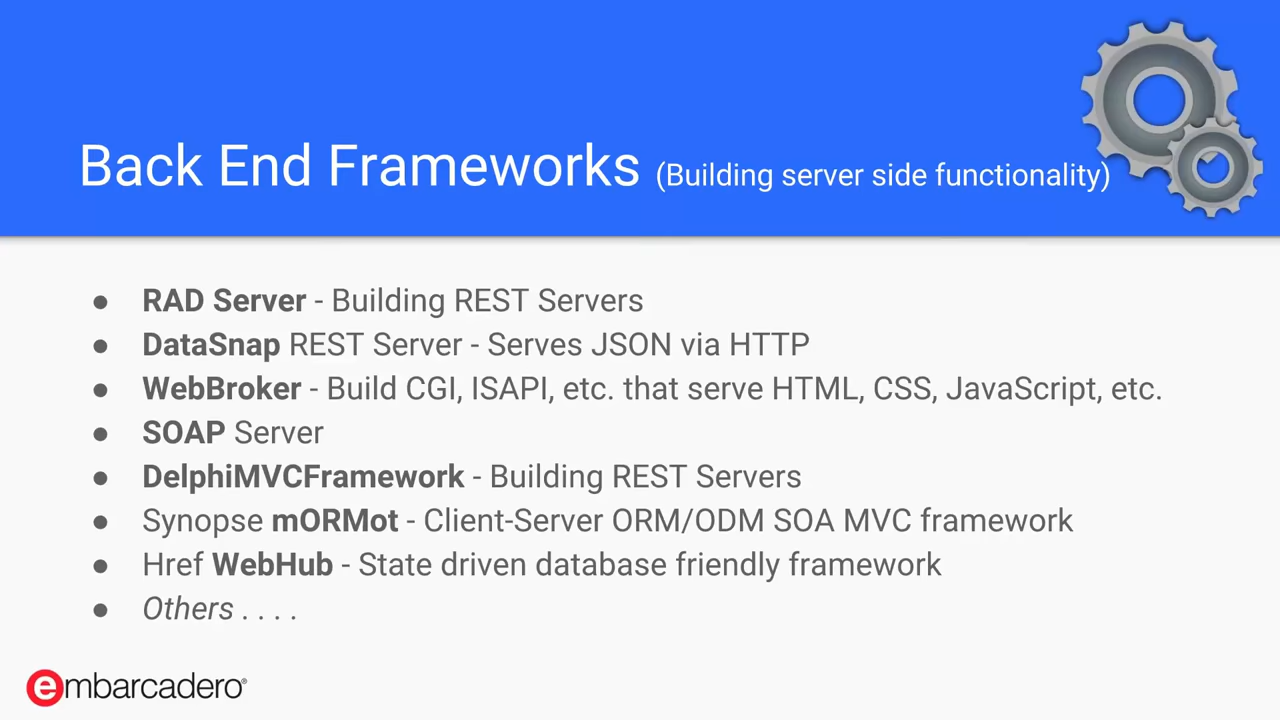 Back End Frameworks (Building server side functionality)
● RAD Server - Building REST Servers
● DataSnap REST Server - Serves JSON via HTTP
● WebBroker - Build CGI, ISAPI, etc. that serve HTML, CSS, JavaScript, etc.
● SOAP Server
● DelphiMVCFramework - Building REST Servers
● Synopse mORMot - Client-Server ORM/ODM SOA MVC framework
● Href WebHub - State driven database friendly framework
● Others . . . .
embarcadero®